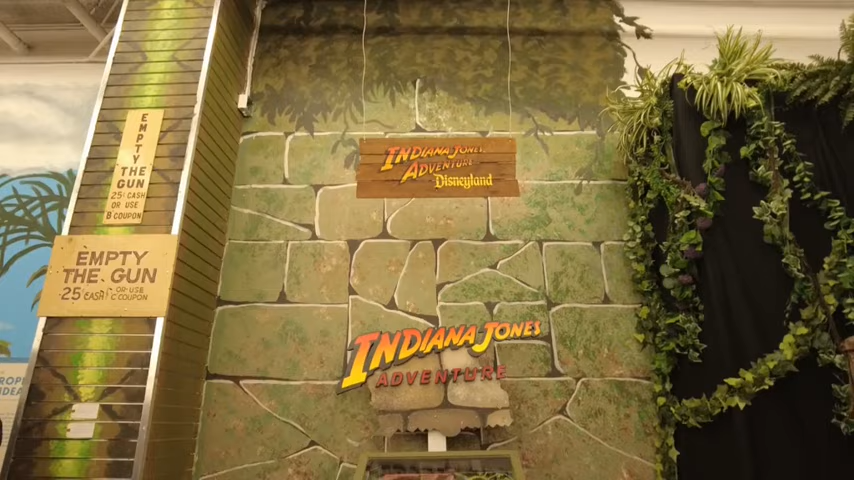 EMPTY
THE
GUN
25¢ CASH
OR USE
B COUPON
EMPTY
THE GUN
25¢ CASH OR USE
C COUPON
INDIANA JONES
ADVENTURE
Disneyland
INDIANA JONES
ADVENTURE